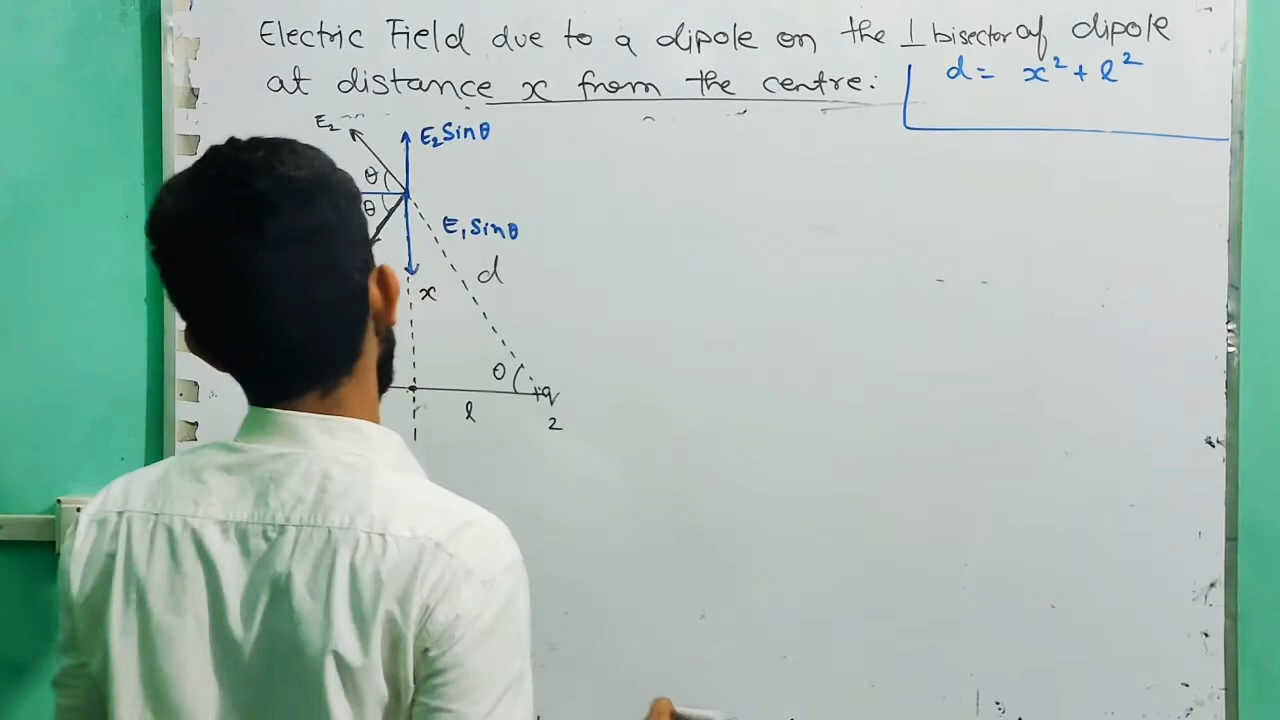 Electric Field due to a dipole on the ⊥ bisector of dipole
at distance x from the centre:
d = x² + l²
E₂
E₂ Sinθ
θ
θ
E₁ Sinθ
d
x
θ
+q
l
2